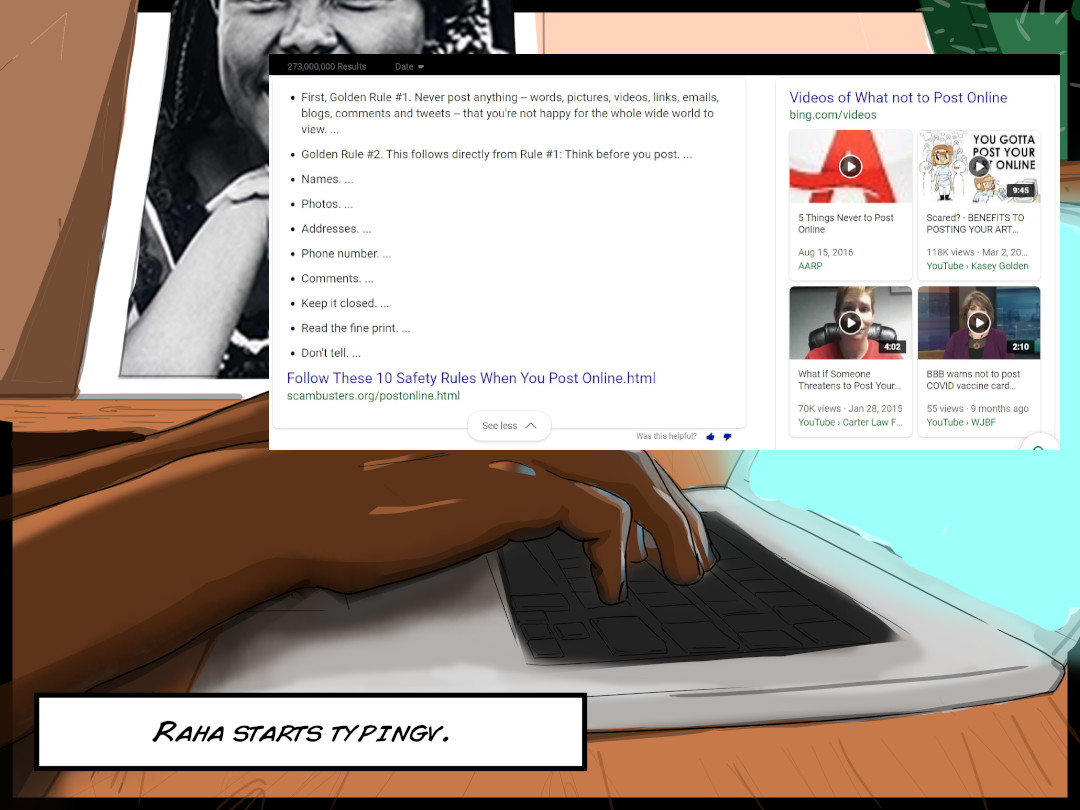 273,000,000 Results Date
First, Golden Rule #1. Never post anything -- words, pictures, videos, links, emails,
blogs, comments and tweets -- that you're not happy for the whole wide world to
view. ...
Golden Rule #2. This follows directly from Rule #1: Think before you post. ...
Names. ...
Photos. ...
Addresses. ...
Phone number. ...
Comments. ...
Keep it closed. ...
Read the fine print. ...
Don't tell. ...
Follow These 10 Safety Rules When You Post Online.html
scambusters.org/postonline.html
See less
Was this helpful?
Videos of What not to Post Online
bing.com/videos
5 Things Never to Post
Online
Aug 15, 2016
AARP
YOU GOTTA
POST YOUR
ART ONLINE
9:45
Scared? - BENEFITS TO
POSTING YOUR ART...
118K views · Mar 2, 20...
YouTube › Kasey Golden
4:02
What if Someone
Threatens to Post Your...
70K views · Jan 28, 2015
YouTube › Carter Law F...
2:10
BBB warns not to post
COVID vaccine card...
55 views · 9 months ago
YouTube › WJBF
RAHA STARTS TYPINGV.